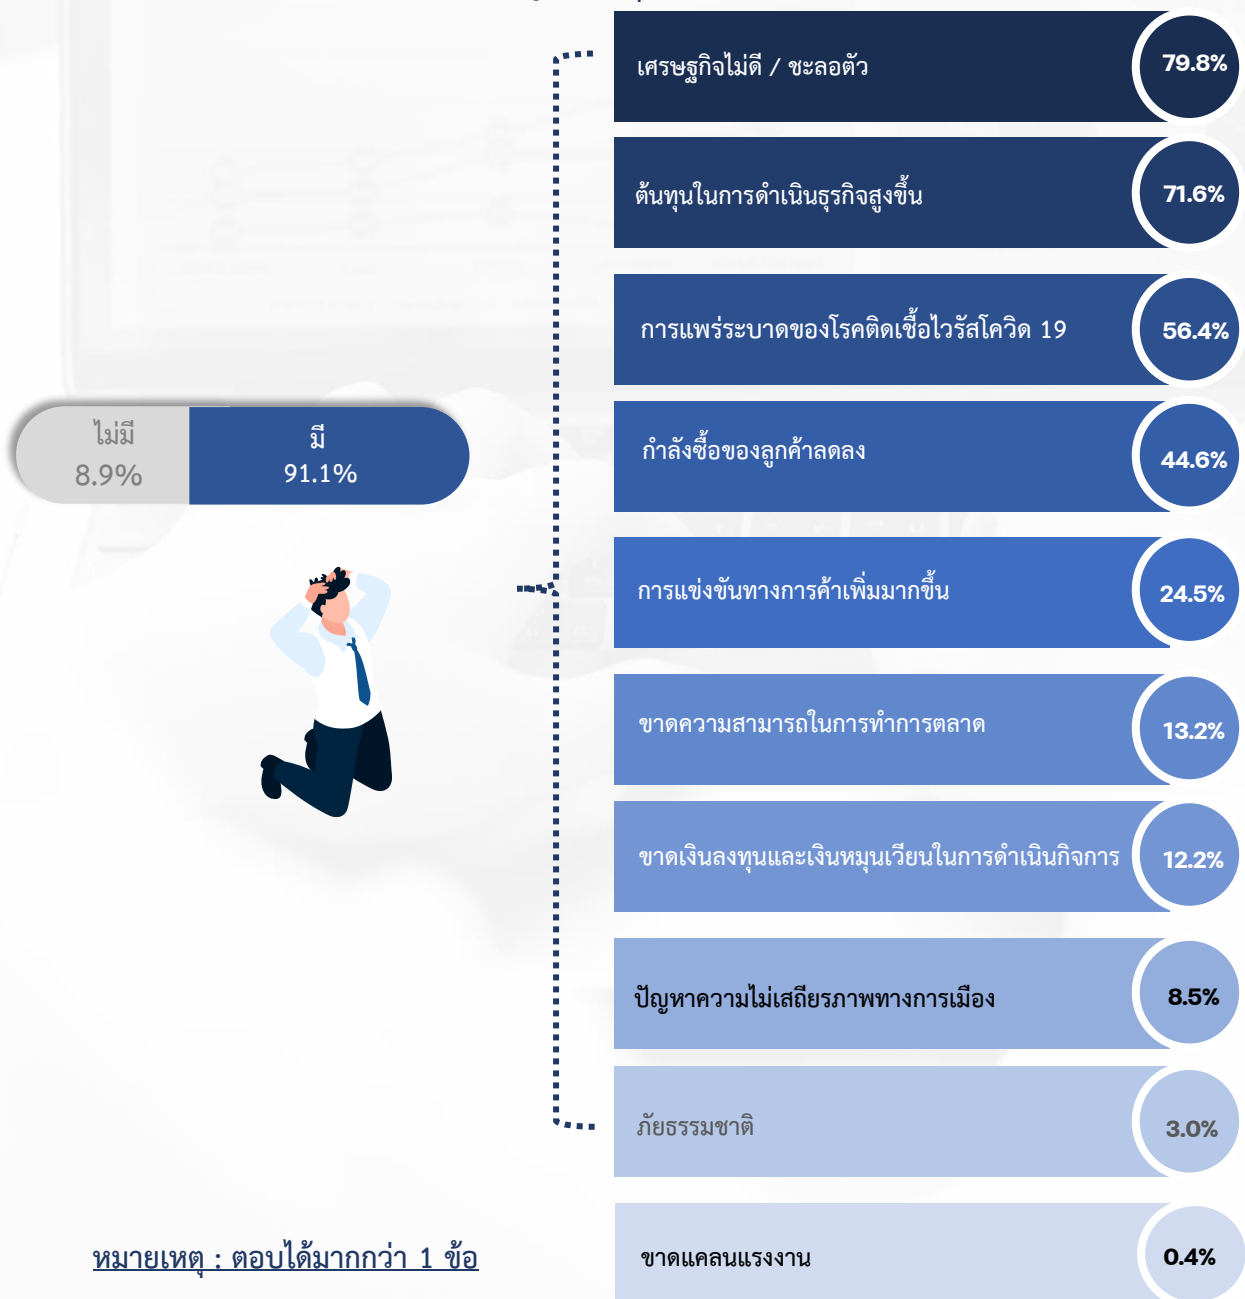 ไม่มี
8.9%
มี
91.1%
เศรษฐกิจไม่ดี / ชะลอตัว
79.8%
ต้นทุนในการดำเนินธุรกิจสูงขึ้น
71.6%
การแพร่ระบาดของโรคติดเชื้อไวรัสโควิด 19
56.4%
กำลังซื้อของลูกค้าลดลง
44.6%
การแข่งขันทางการค้าเพิ่มมากขึ้น
24.5%
ขาดความสามารถในการทำการตลาด
13.2%
ขาดเงินลงทุนและเงินหมุนเวียนในการดำเนินกิจการ
12.2%
ปัญหาความไม่เสถียรภาพทางการเมือง
8.5%
ภัยธรรมชาติ
3.0%
ขาดแคลนแรงงาน
0.4%
หมายเหตุ : ตอบได้มากกว่า 1 ข้อ